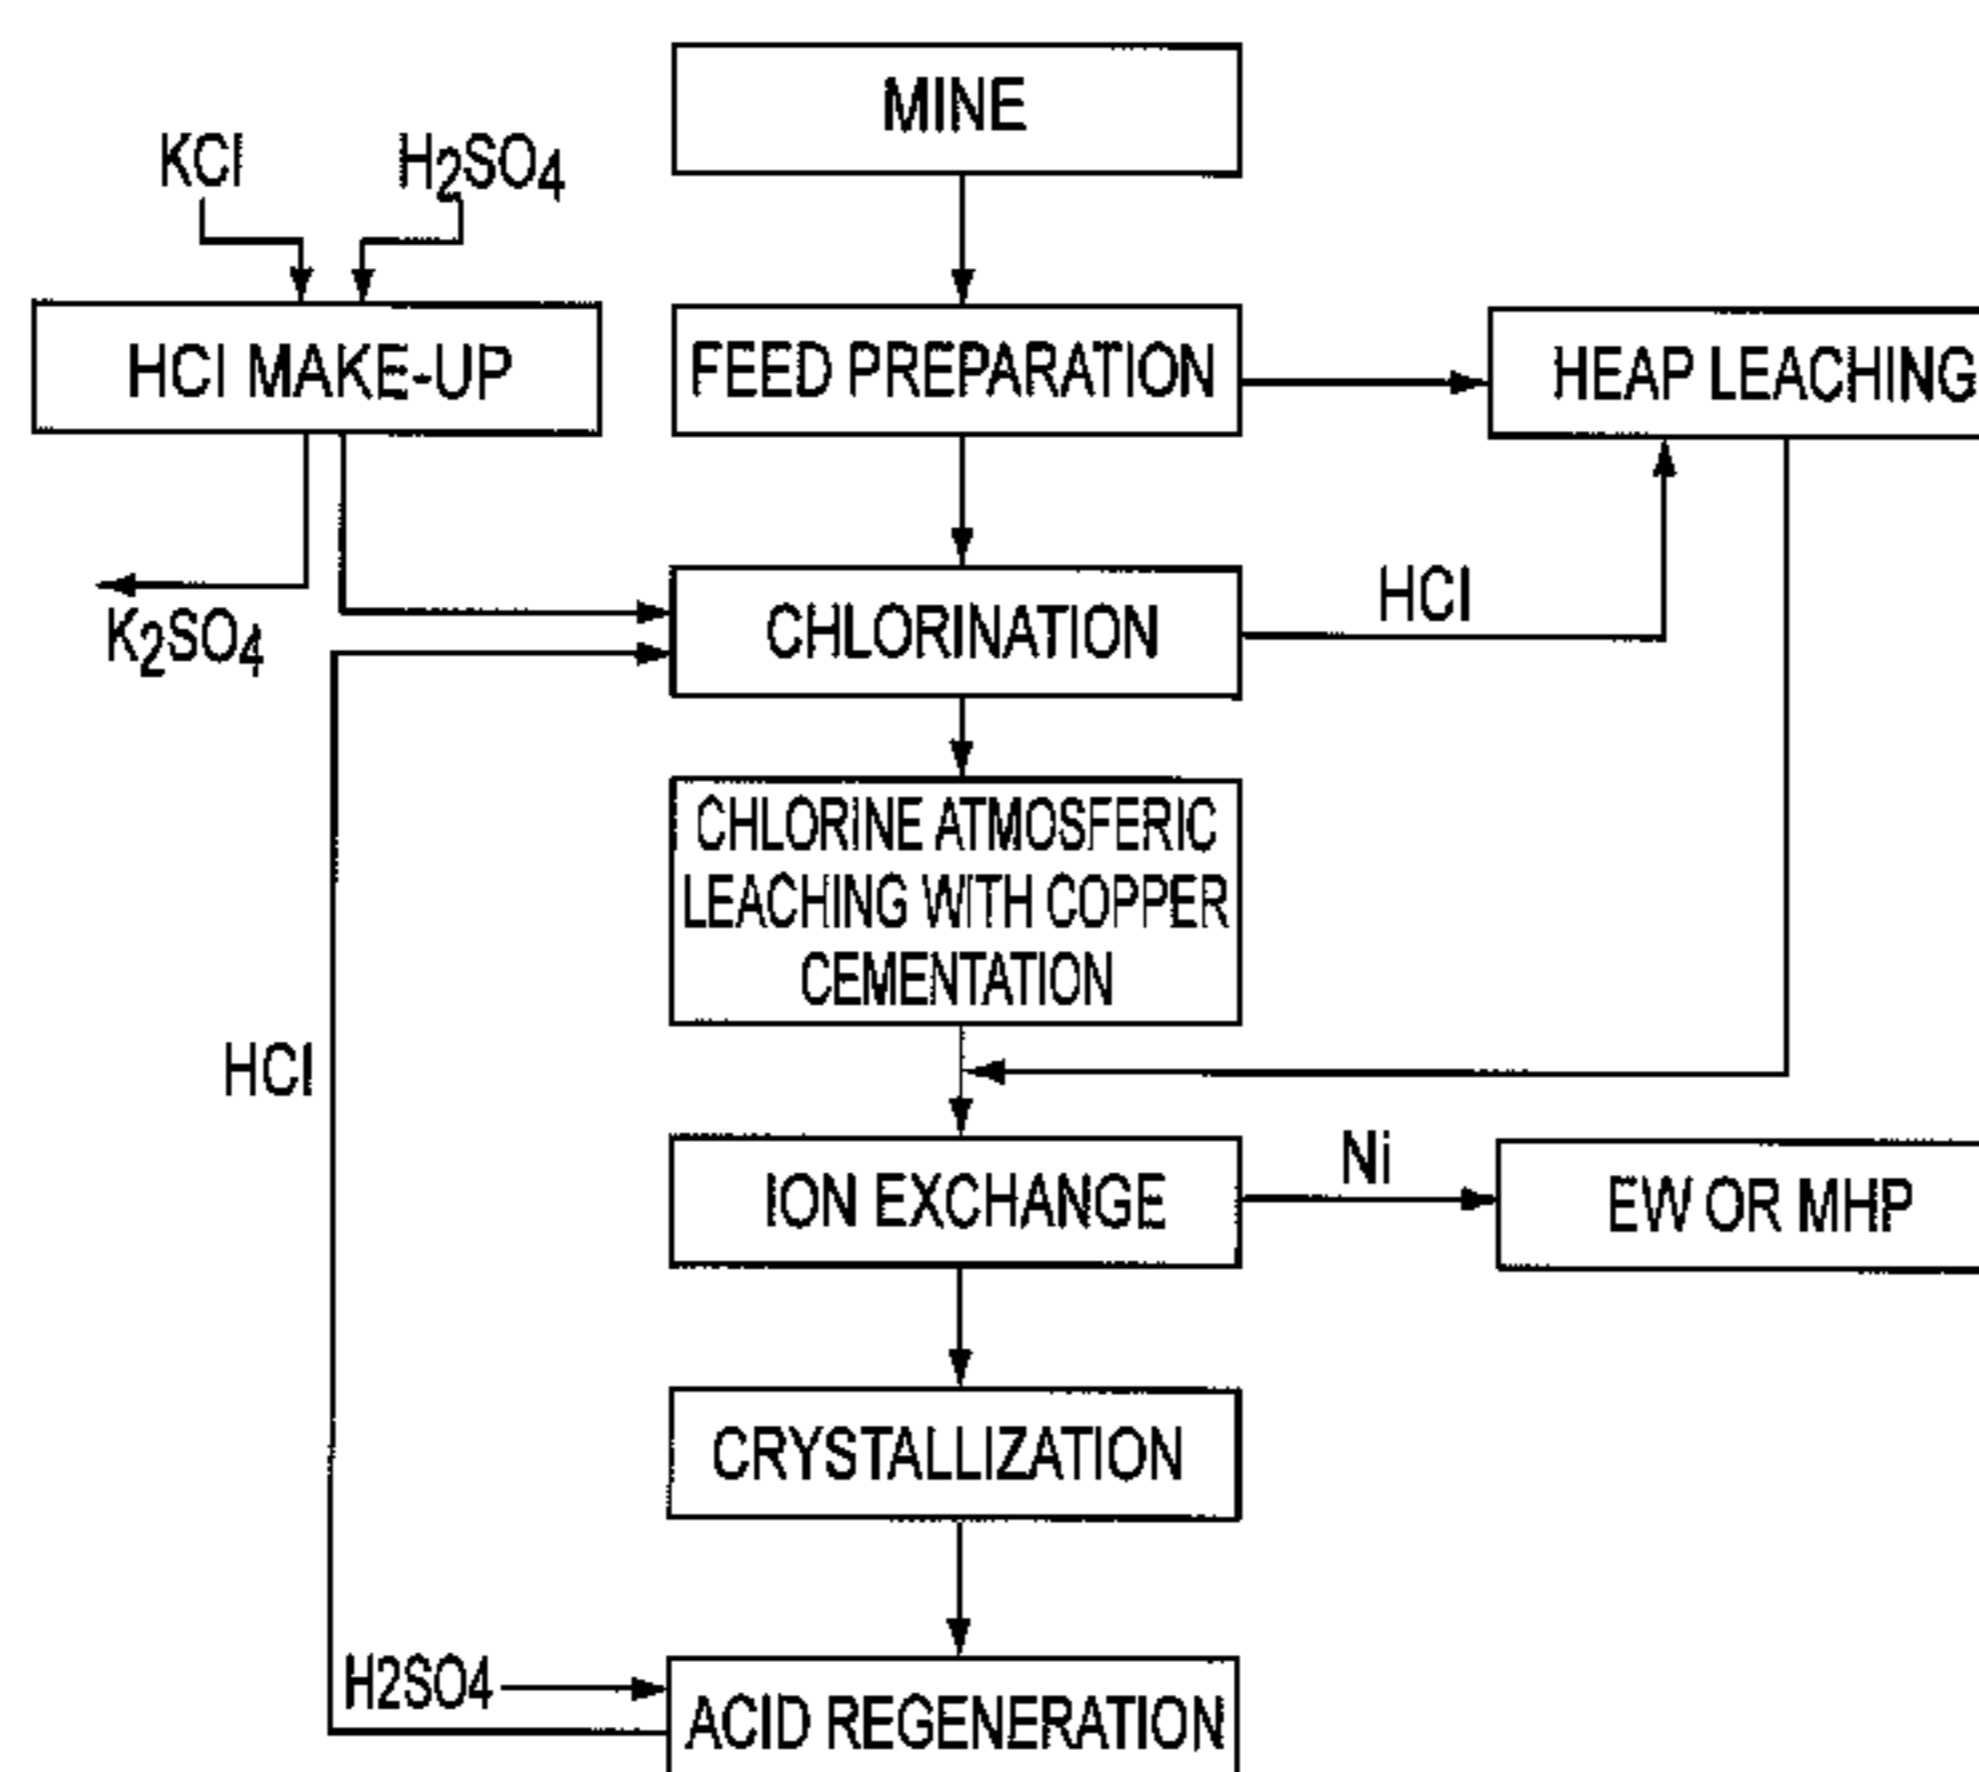 MINE
KCl
H2SO4
HCl MAKE-UP
FEED PREPARATION
HEAP LEACHING
K2SO4
CHLORINATION
HCl
CHLORINE ATMOSFERIC
LEACHING WITH COPPER
CEMENTATION
HCl
ION EXCHANGE
Ni
EW OR MHP
CRYSTALLIZATION
H2SO4
ACID REGENERATION